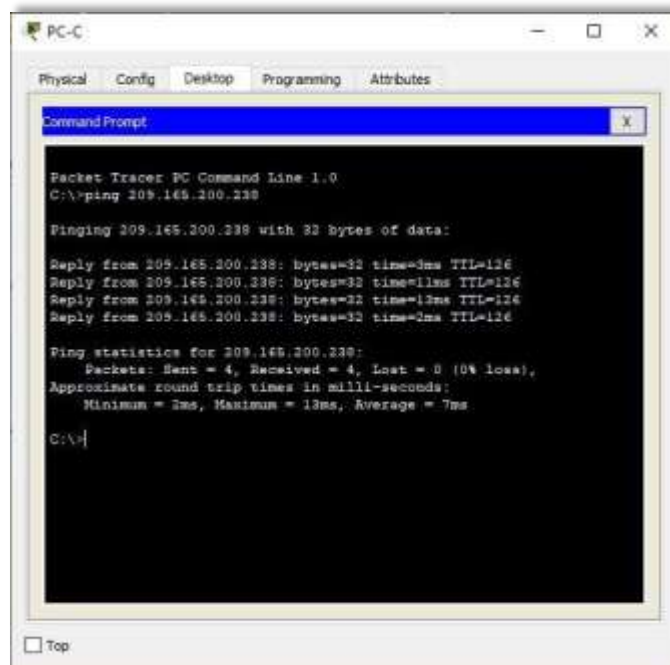 PC-C
Physical Config Desktop Programming Attributes
Command Prompt X
Packet Tracer PC Command Line 1.0
C:\>ping 209.165.200.238
Pinging 209.165.200.238 with 32 bytes of data:
Reply from 209.165.200.238: bytes=32 time=3ms TTL=126
Reply from 209.165.200.238: bytes=32 time=11ms TTL=126
Reply from 209.165.200.238: bytes=32 time=13ms TTL=126
Reply from 209.165.200.238: bytes=32 time=2ms TTL=126
Ping statistics for 209.165.200.238:
Packets: Sent = 4, Received = 4, Lost = 0 (0% loss),
Approximate round trip times in milli-seconds:
Minimum = 2ms, Maximum = 13ms, Average = 7ms
C:\>
Top